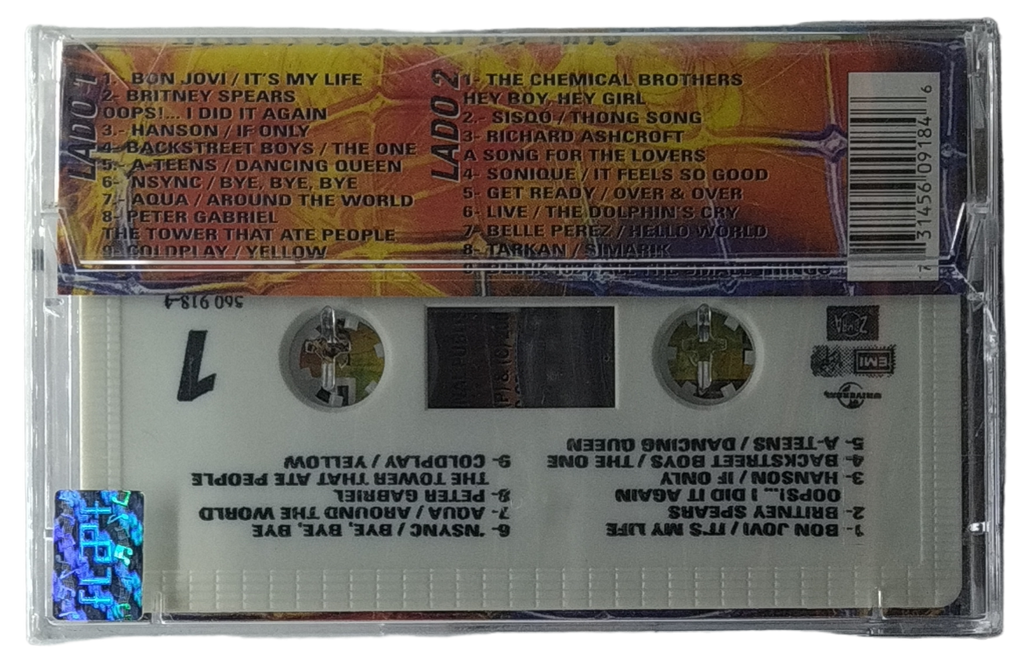 LADO 1
1.- BON JOVI / IT'S MY LIFE
2- BRITNEY SPEARS
OOPS!... I DID IT AGAIN
3.- HANSON / IF ONLY
4- BACKSTREET BOYS / THE ONE
5.- A-TEENS / DANCING QUEEN
6- 'NSYNC / BYE, BYE, BYE
7.- AQUA / AROUND THE WORLD
8- PETER GABRIEL
THE TOWER THAT ATE PEOPLE
9- COLDPLAY / YELLOW
LADO 2
1- THE CHEMICAL BROTHERS
HEY BOY, HEY GIRL
2.- SISQO / THONG SONG
3- RICHARD ASHCROFT
A SONG FOR THE LOVERS
4- SONIQUE / IT FEELS SO GOOD
5- GET READY / OVER & OVER
6- LIVE / THE DOLPHIN'S CRY
7- BELLE PEREZ / HELLO WORLD
8- TARKAN / SIMARIK
7 31456 09184 6
560 918-4
1
EMI
UNIVERSAL
1- BON JOVI / IT'S MY LIFE
2- BRITNEY SPEARS
OOPS!... I DID IT AGAIN
3- HANSON / IF ONLY
4- BACKSTREET BOYS / THE ONE
5- A-TEENS / DANCING QUEEN
6- 'NSYNC / BYE, BYE, BYE
7- AQUA / AROUND THE WORLD
8- PETER GABRIEL
THE TOWER THAT ATE PEOPLE
9- COLDPLAY / YELLOW